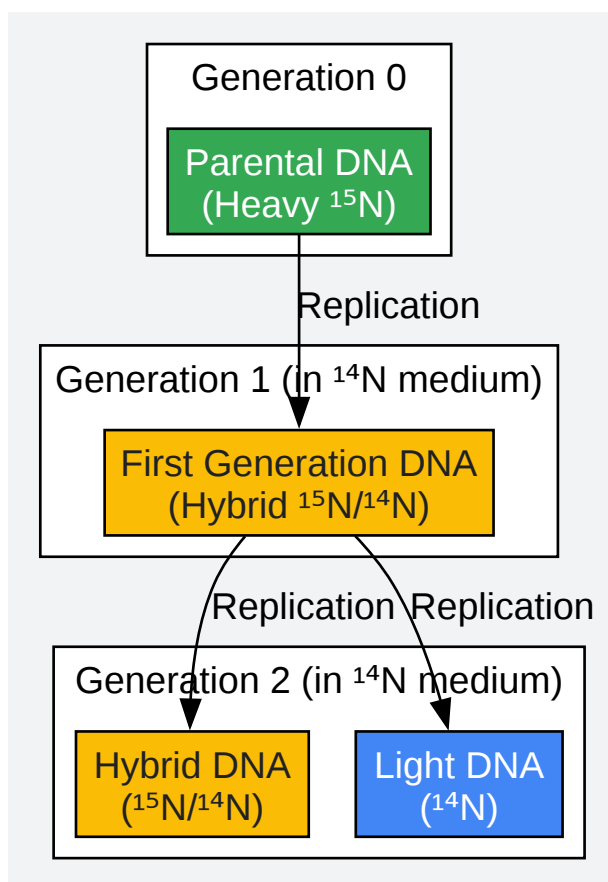 Generation 0
Parental DNA
(Heavy ¹⁵N)
Replication
Generation 1 (in ¹⁴N medium)
First Generation DNA
(Hybrid ¹⁵N/¹⁴N)
Replication
Replication
Generation 2 (in ¹⁴N medium)
Hybrid DNA
(¹⁵N/¹⁴N)
Light DNA
(¹⁴N)